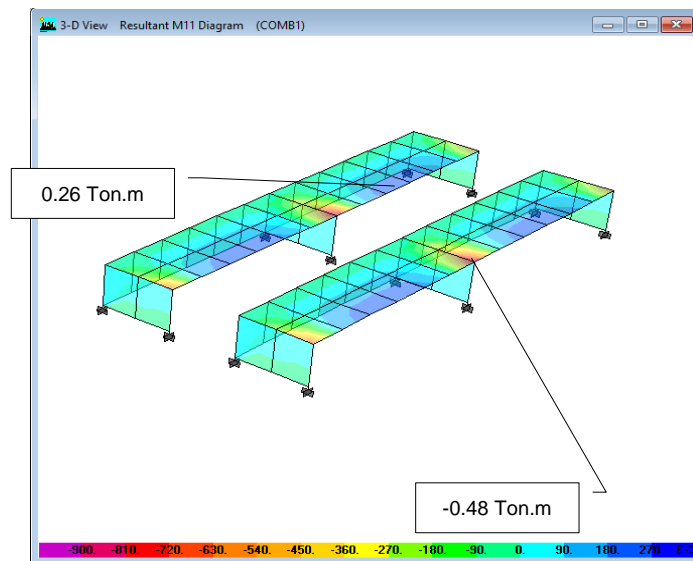 3-D View Resultant M11 Diagram (COMB1)
0.26 Ton.m
-0.48 Ton.m
-900. -810. -720. -630. -540. -450. -360. -270. -180. -90. 0. 90. 180. 270.